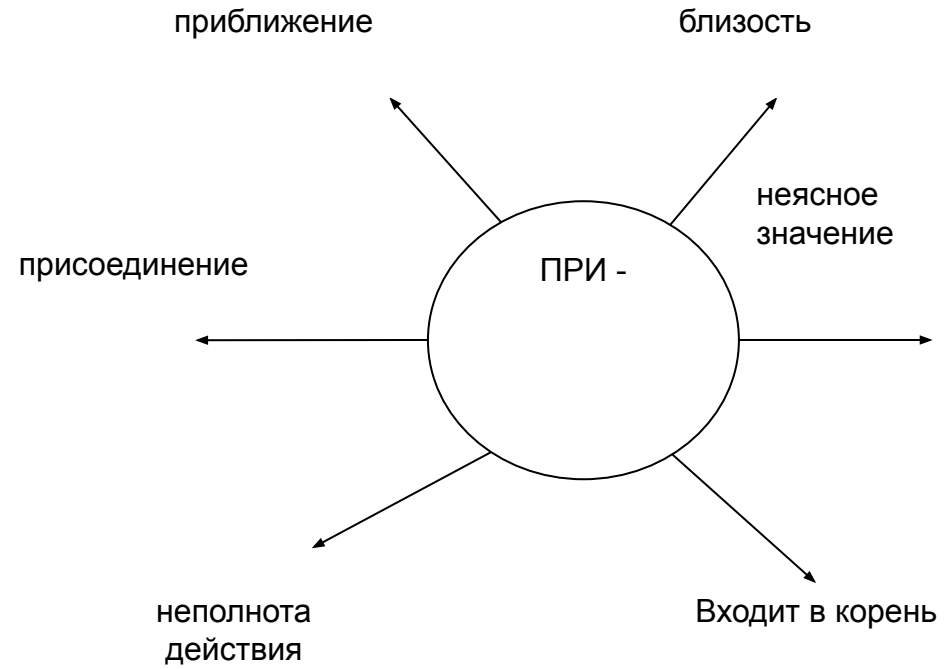 приближение
близость
неясное
значение
присоединение
ПРИ -
неполнота
действия
Входит в корень